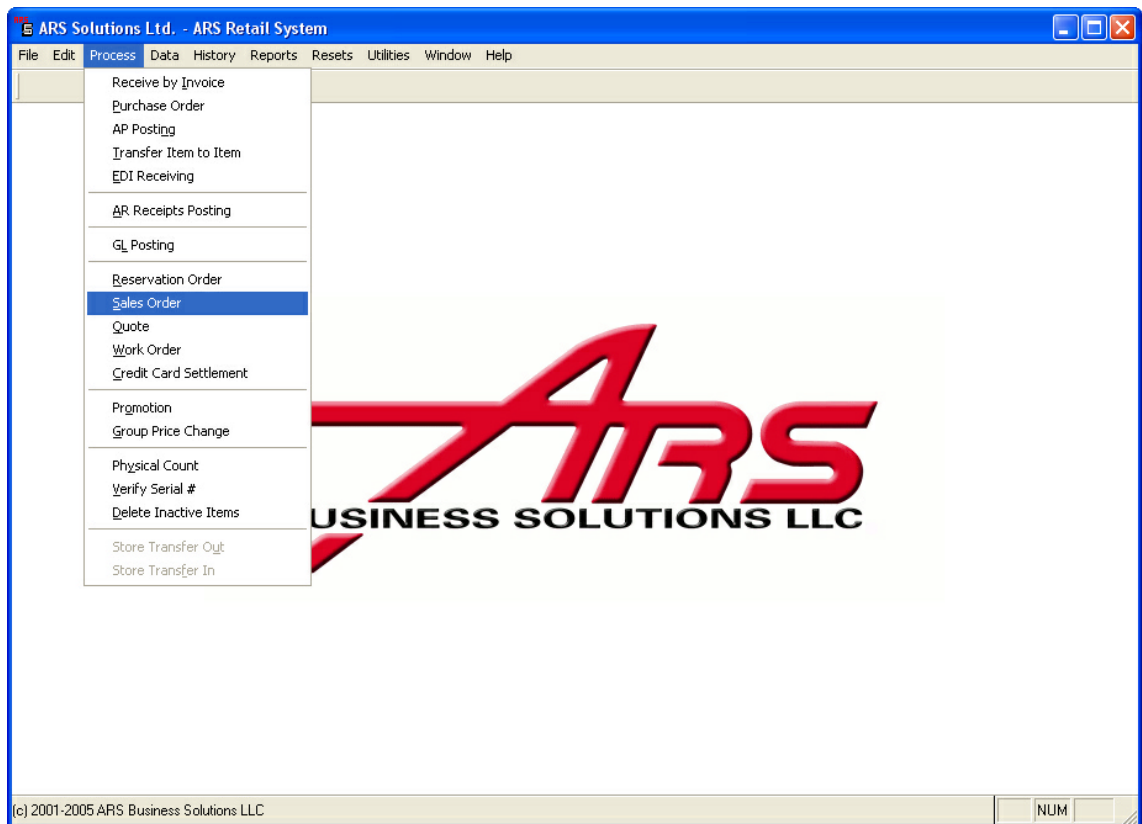 ARS Solutions Ltd. - ARS Retail System
File Edit Process Data History Reports Resets Utilities Window Help
Receive by Invoice
Purchase Order
AP Posting
Transfer Item to Item
EDI Receiving
AR Receipts Posting
GL Posting
Reservation Order
Sales Order
Quote
Work Order
Credit Card Settlement
Promotion
Group Price Change
Physical Count
Verify Serial #
Delete Inactive Items
Store Transfer Out
Store Transfer In
ARS
USINESS SOLUTIONS LLC
(c) 2001-2005 ARS Business Solutions LLC
NUM